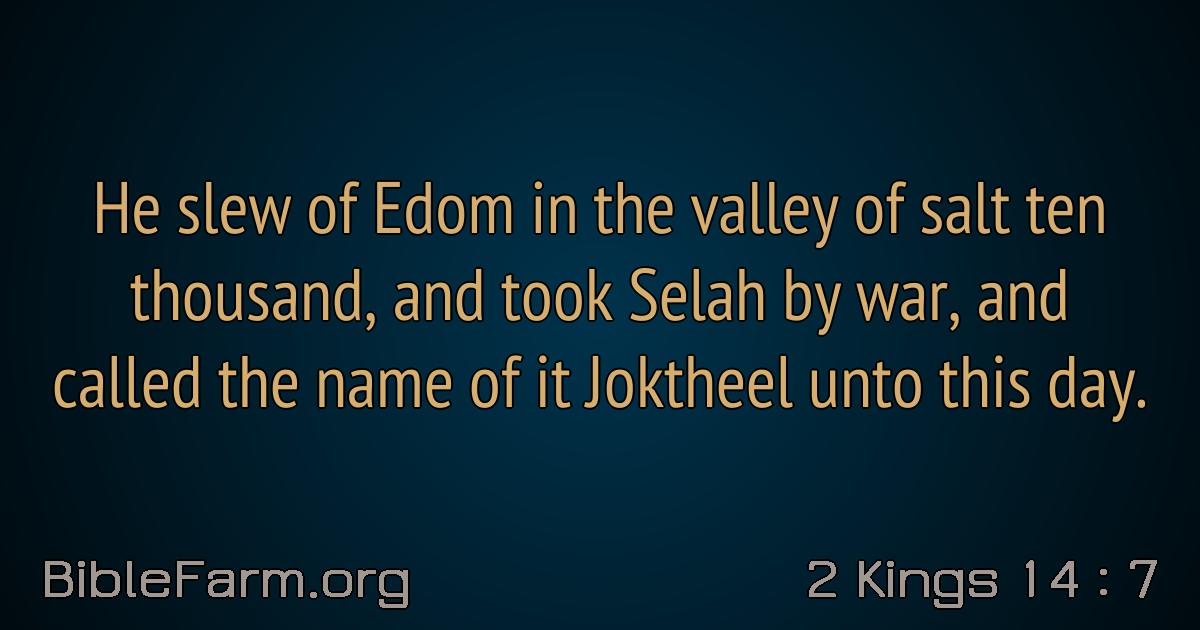 He slew of Edom in the valley of salt ten
thousand, and took Selah by war, and
called the name of it Joktheel unto this day.
BibleFarm.org
2 Kings 14 : 7